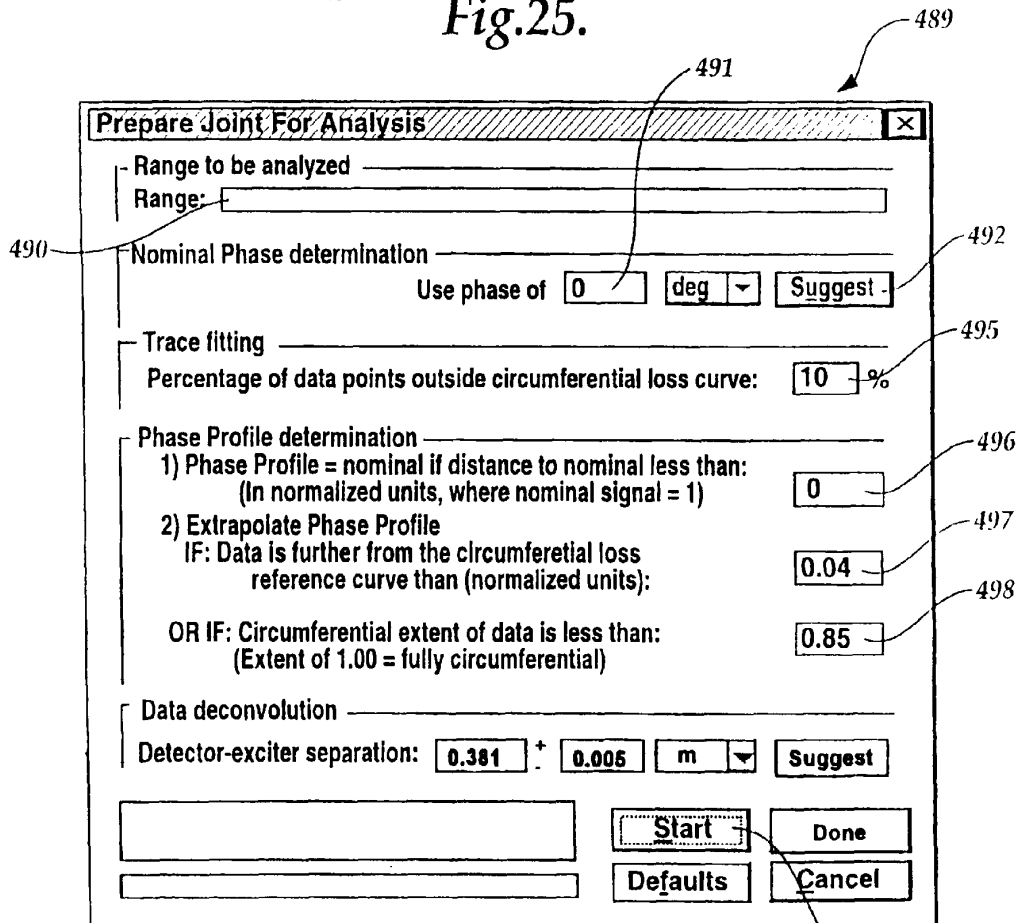 Fig.25.
489
491
Prepare Joint For Analysis
Range to be analyzed
Range:
490
Nominal Phase determination
492
Use phase of 0 deg Suggest
Trace fitting
495
Percentage of data points outside circumferential loss curve: 10 %
Phase Profile determination
496
1) Phase Profile = nominal if distance to nominal less than:
(In normalized units, where nominal signal = 1) 0
2) Extrapolate Phase Profile
497
IF: Data is further from the circumferetial loss
reference curve than (normalized units): 0.04
498
OR IF: Circumferential extent of data is less than: 0.85
(Extent of 1.00 = fully circumferential)
Data deconvolution
Detector-exciter separation: 0.381 ± 0.005 m Suggest
Start Done
Defaults Cancel